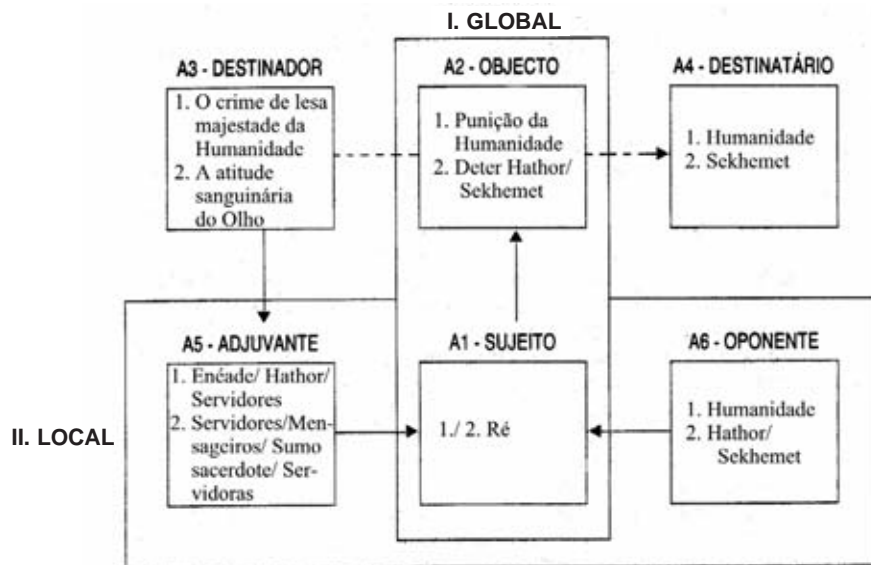 I. GLOBAL
A3 - DESTINADOR
1. O crime de lesa
majestade da
Humanidade
2. A atitude
sanguinária
do Olho
A2 - OBJECTO
1. Punição da
Humanidade
2. Deter Hathor/
Sekhemet
A4 - DESTINATÁRIO
1. Humanidade
2. Sekhemet
II. LOCAL
A5 - ADJUVANTE
1. Enéade/ Hathor/
Servidores
2. Servidores/Men-
sageiros/ Sumo
sacerdote/ Ser-
vidoras
A1 - SUJEITO
1./ 2. Ré
A6 - OPONENTE
1. Humanidade
2. Hathor/
Sekhemet